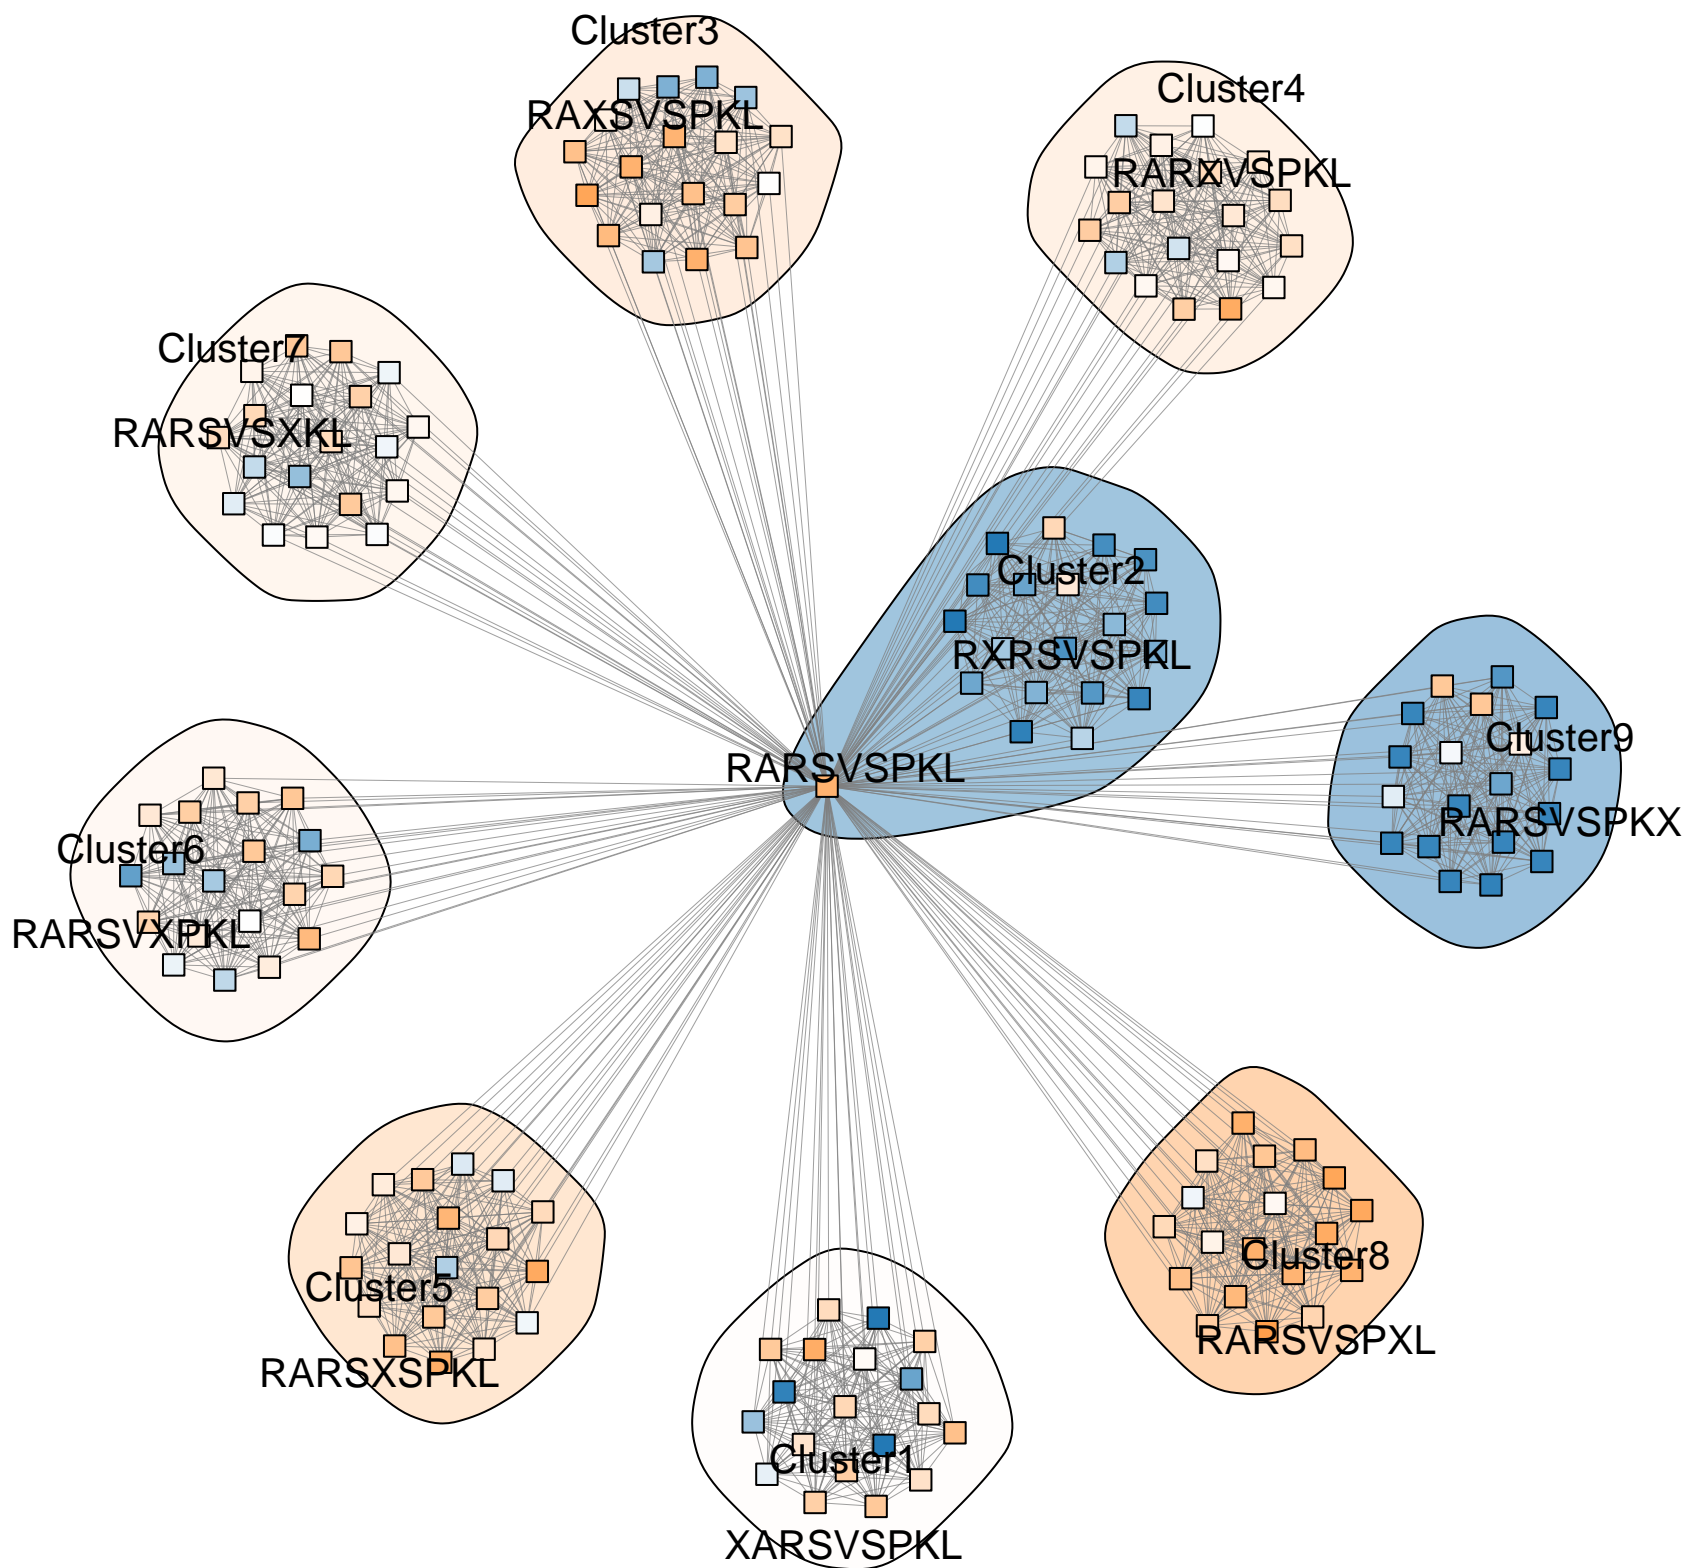 Cluster3
RAXSVSPKL
Cluster4
RARXVSPKL
Cluster7
RARSVSXKL
Cluster2
RXRSVSPKL
Cluster9
RARSVSPKX
RARSVSPKL
Cluster6
RARSVXPKL
Cluster5
RARSXSPKL
Cluster8
RARSVSPXL
Cluster1
XARSVSPKL